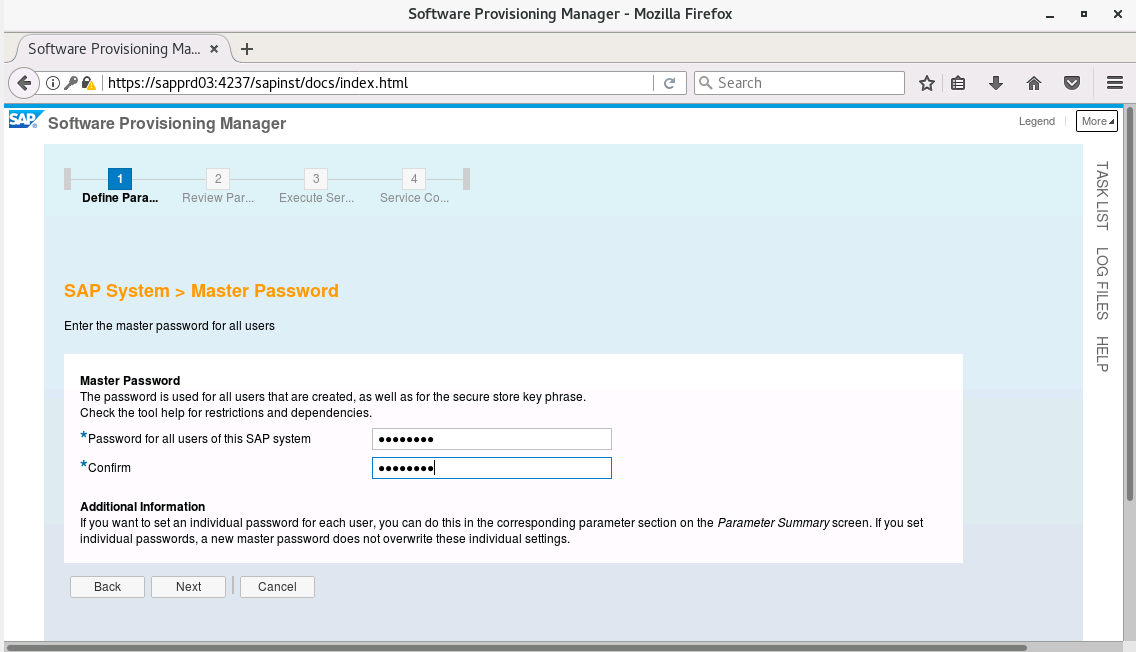 Software Provisioning Manager - Mozilla Firefox
Software Provisioning Ma...
https://sapprd03:4237/sapinst/docs/index.html
Search
SAP Software Provisioning Manager
Legend
More
1
2
3
4
Define Para...
Review Par...
Execute Ser...
Service Co...
TASK LIST
LOG FILES
HELP
SAP System > Master Password
Enter the master password for all users
Master Password
The password is used for all users that are created, as well as for the secure store key phrase.
Check the tool help for restrictions and dependencies.
*Password for all users of this SAP system
••••••••
*Confirm
••••••••
Additional Information
If you want to set an individual password for each user, you can do this in the corresponding parameter section on the Parameter Summary screen. If you set
individual passwords, a new master password does not overwrite these individual settings.
Back
Next
Cancel